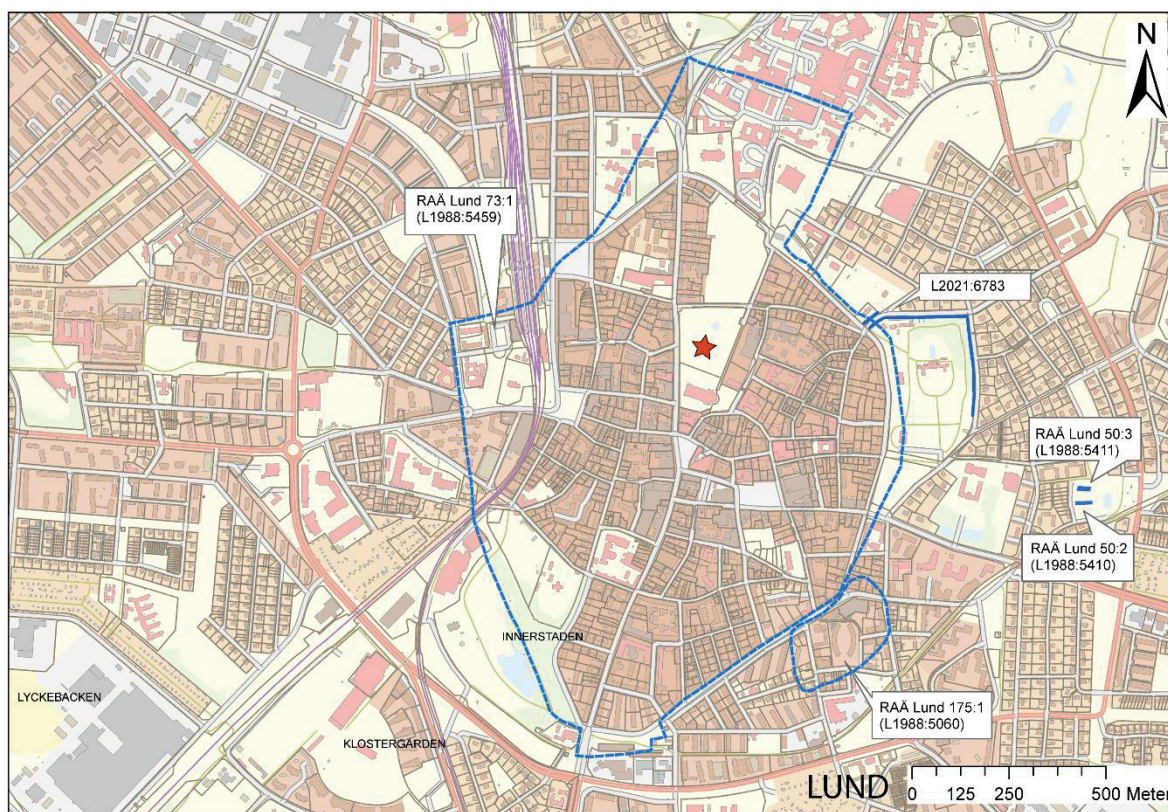 N
RAÄ Lund 73:1
(L1988:5459)
L2021:6783
RAÄ Lund 50:3
(L1988:5411)
RAÄ Lund 50:2
(L1988:5410)
INNERSTADEN
LYCKEBACKEN
KLOSTERGÅRDEN
RAÄ Lund 175:1
(L1988:5060)
LUND
0 125 250 500 Meter